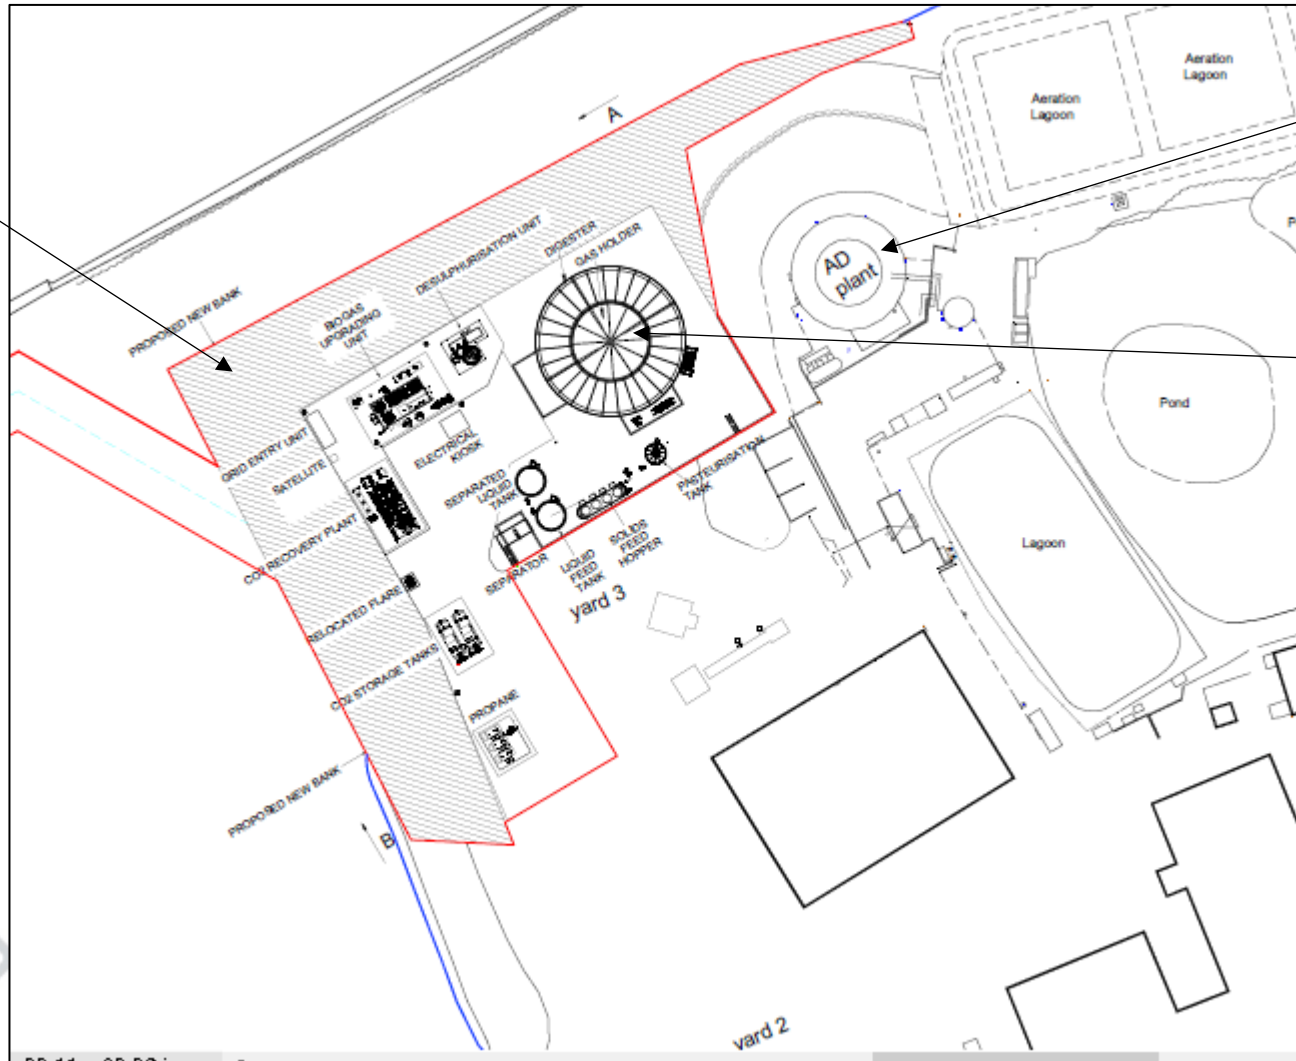 Aeration
Lagoon
Aeration
Lagoon
A
DESULPHURISATION UNIT
DIGESTER
GAS HOLDER
AD
plant
PROPOSED NEW BANK
BIOGAS
UPGRADING
UNIT
Pond
GRID ENTRY UNIT
SATELLITE
ELECTRICAL
KIOSK
SEPARATED
LIQUID
TANK
PASTEURISATION
TANK
CO2 RECOVERY PLANT
SEPARATOR
LIQUID
FEED
TANK
SOLIDS
FEED
HOPPER
Lagoon
yard 3
RELOCATED FLARE
CO2 STORAGE TANKS
PROPANE
PROPOSED NEW BANK
B
yard 2